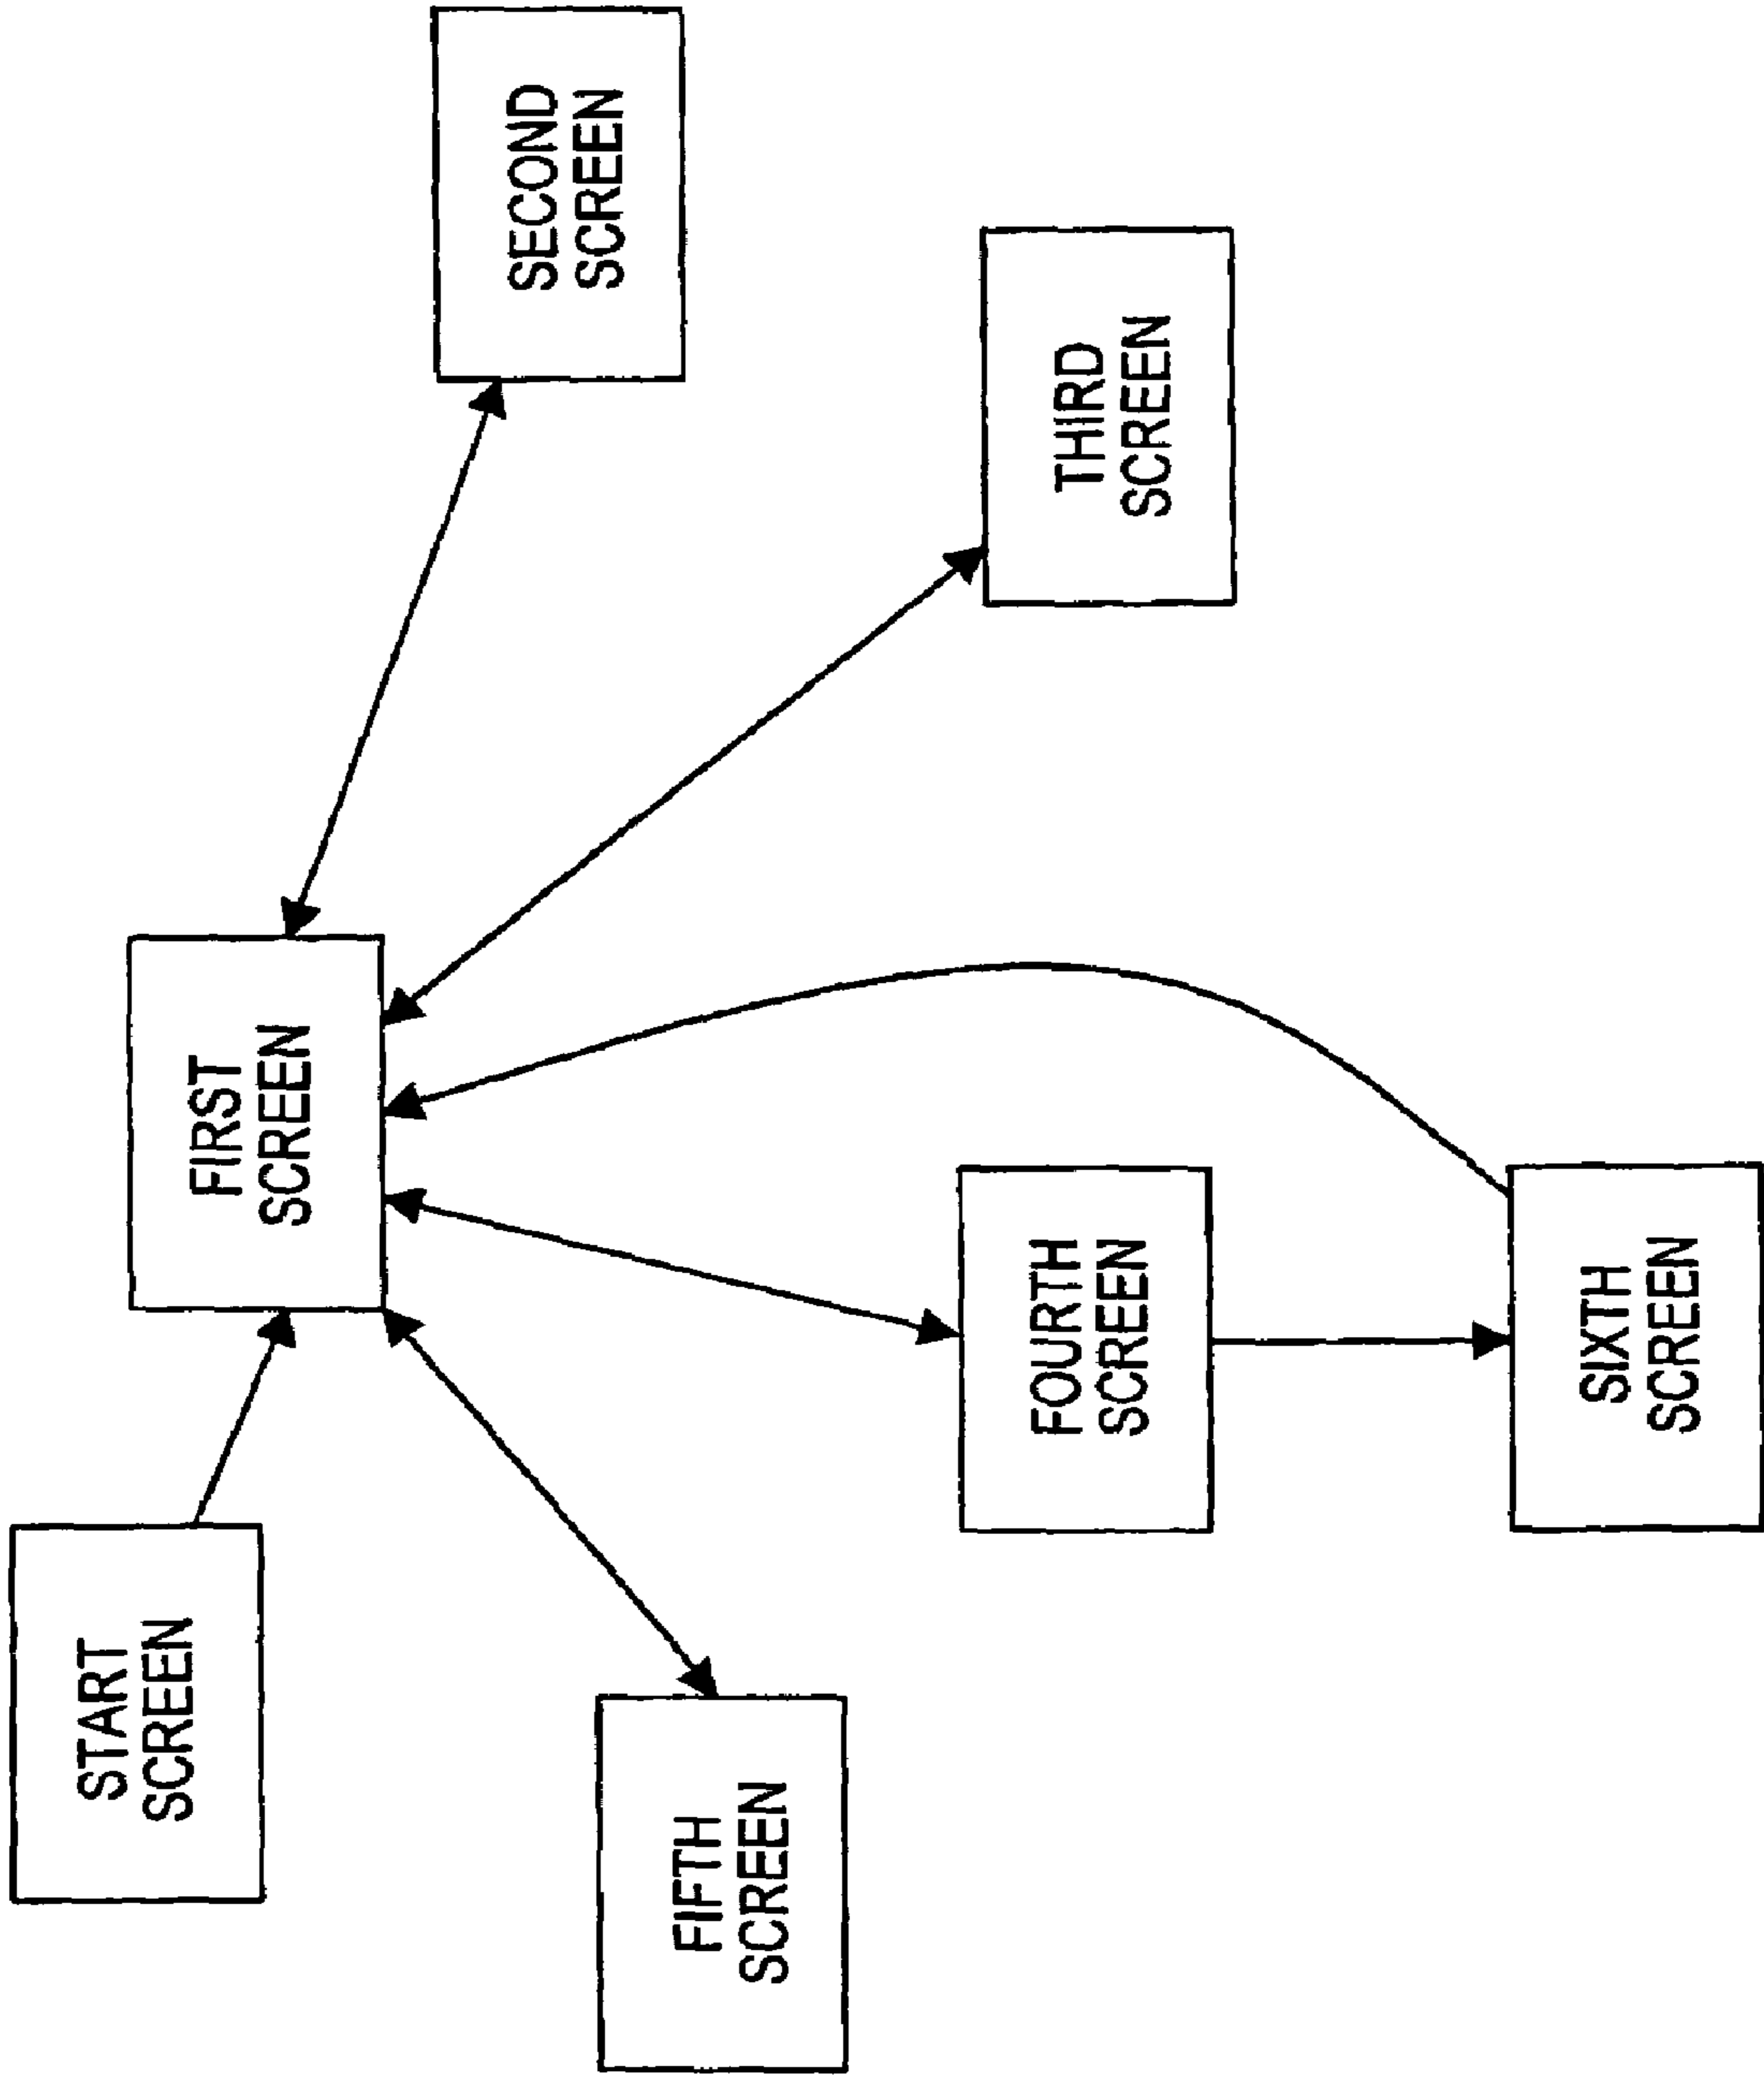 START
SCREEN
FIRST
SCREEN
SECOND
SCREEN
FIFTH
SCREEN
FOURTH
SCREEN
THIRD
SCREEN
SIXTH
SCREEN